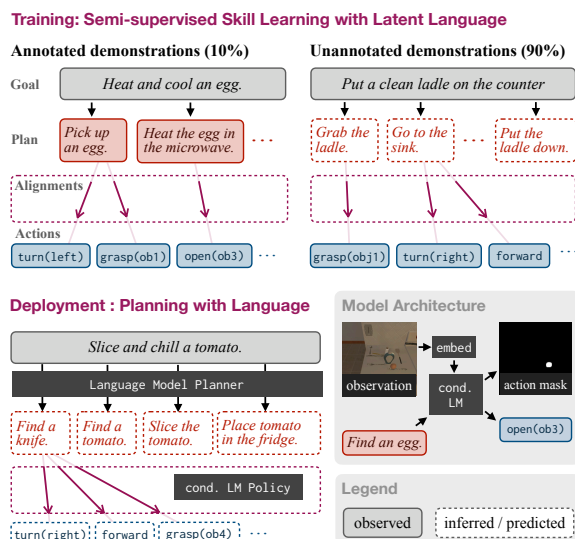 Training: Semi-supervised Skill Learning with Latent Language
Annotated demonstrations (10%)
Unannotated demonstrations (90%)
Goal
Heat and cool an egg.
Put a clean ladle on the counter
Plan
Pick up
an egg.
Heat the egg in
the microwave.
...
Grab the
ladle.
Go to the
sink.
...
Put the
ladle down.
Alignments
Actions
turn(left)
grasp(ob1)
open(ob3)
...
grasp(obj1)
turn(right)
forward
...
Deployment : Planning with Language
Slice and chill a tomato.
Language Model Planner
Find a
knife.
Find a
tomato.
Slice the
tomato.
Place tomato
in the fridge.
cond. LM Policy
turn(right)
forward
grasp(ob4)
...
Model Architecture
observation
embed
cond.
LM
action mask
Find an egg.
open(ob3)
Legend
observed
inferred / predicted